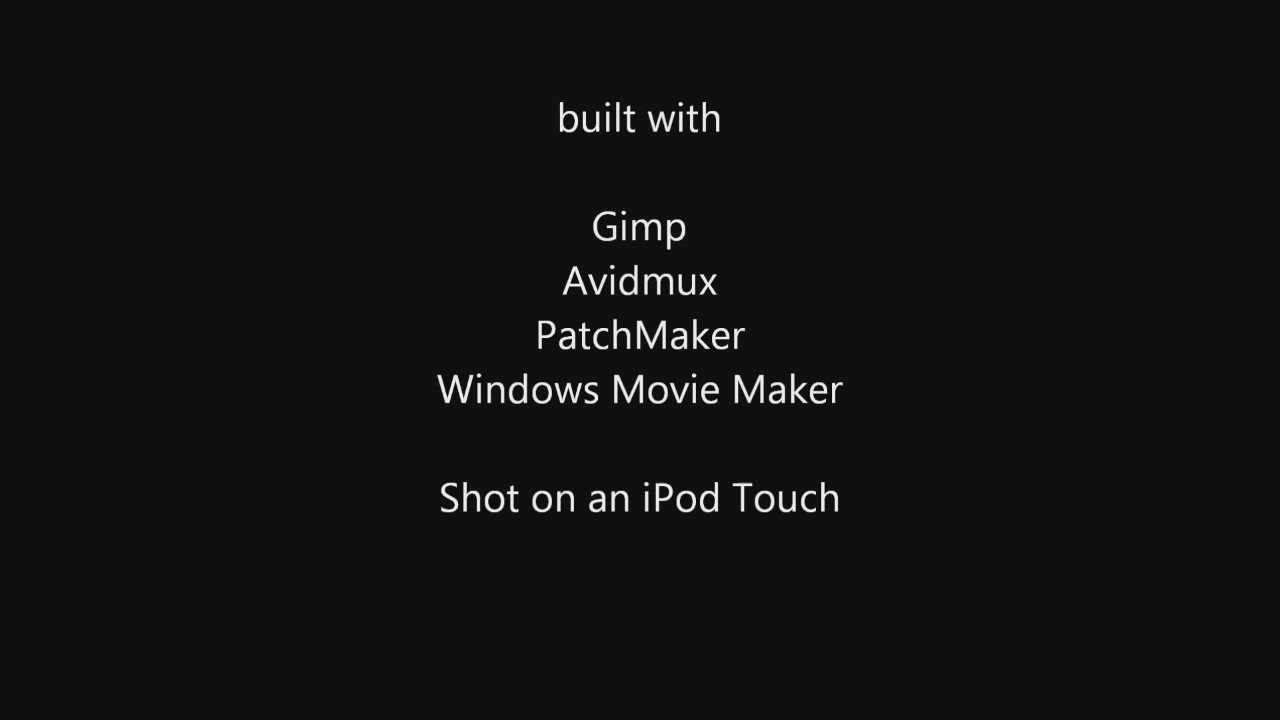 built with
Gimp
Avidmux
PatchMaker
Windows Movie Maker
Shot on an iPod Touch